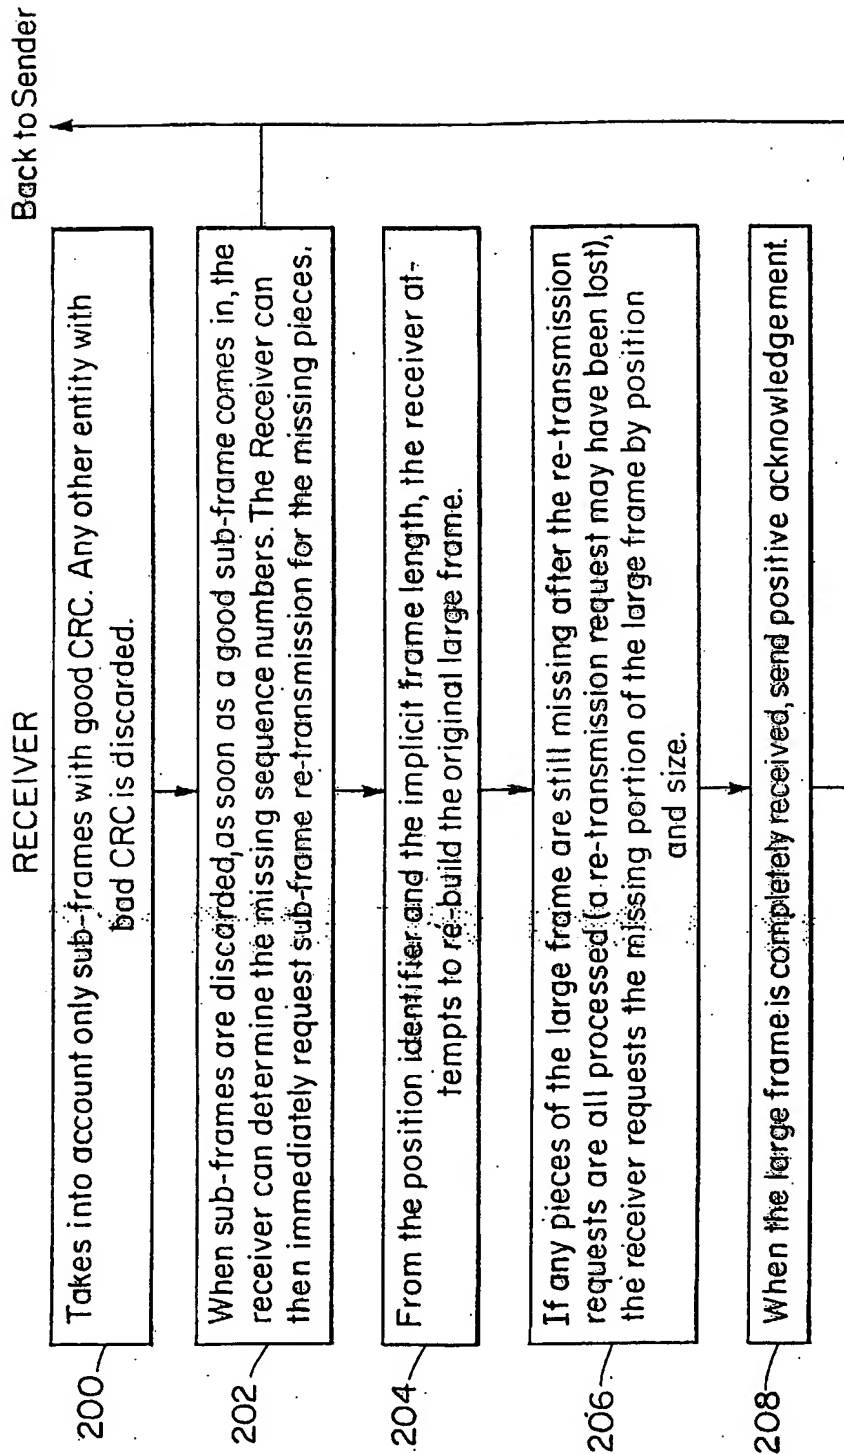 RECEIVER
Back to Sender
200
Takes into account only sub-frames with good CRC. Any other entity with
bad CRC is discarded.
202
When sub-frames are discarded, as soon as a good sub-frame comes in, the
receiver can determine the missing sequence numbers. The Receiver can
then immediately request sub-frame re-transmission for the missing pieces.
204
From the position identifier and the implicit frame length, the receiver at-
tempts to re-build the original large frame.
206
If any pieces of the large frame are still missing after the re-transmission
requests are all processed (a re-transmission request may have been lost),
the receiver requests the missing portion of the large frame by position
and size.
208
When the large frame is completely received, send positive acknowledgement.